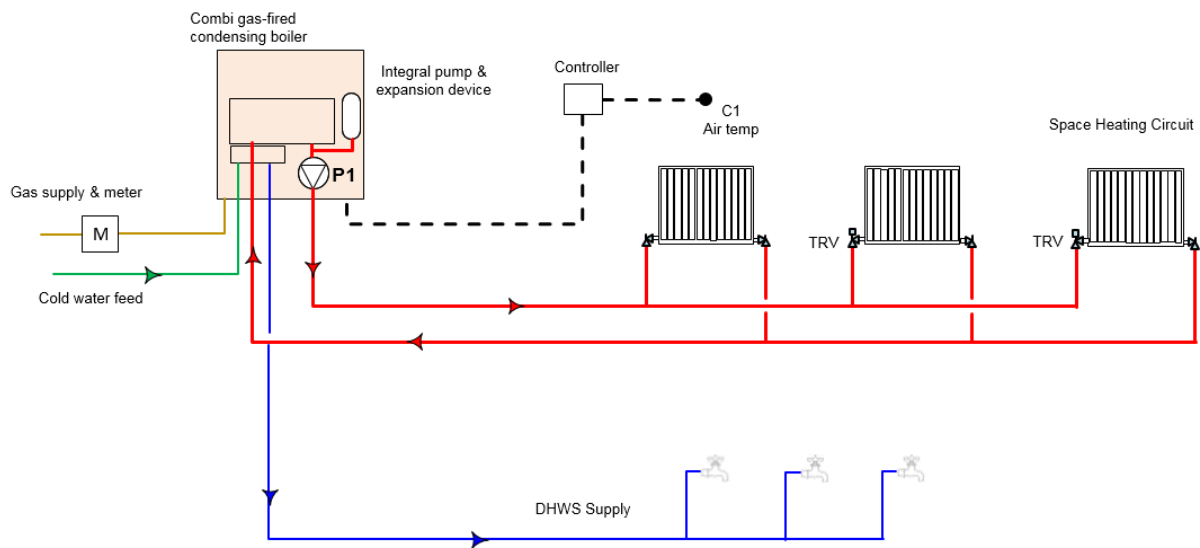 Combi gas-fired
condensing boiler
Integral pump &
expansion device
Controller
C1
Air temp
Space Heating Circuit
P1
Gas supply & meter
M
TRV
TRV
Cold water feed
DHWS Supply